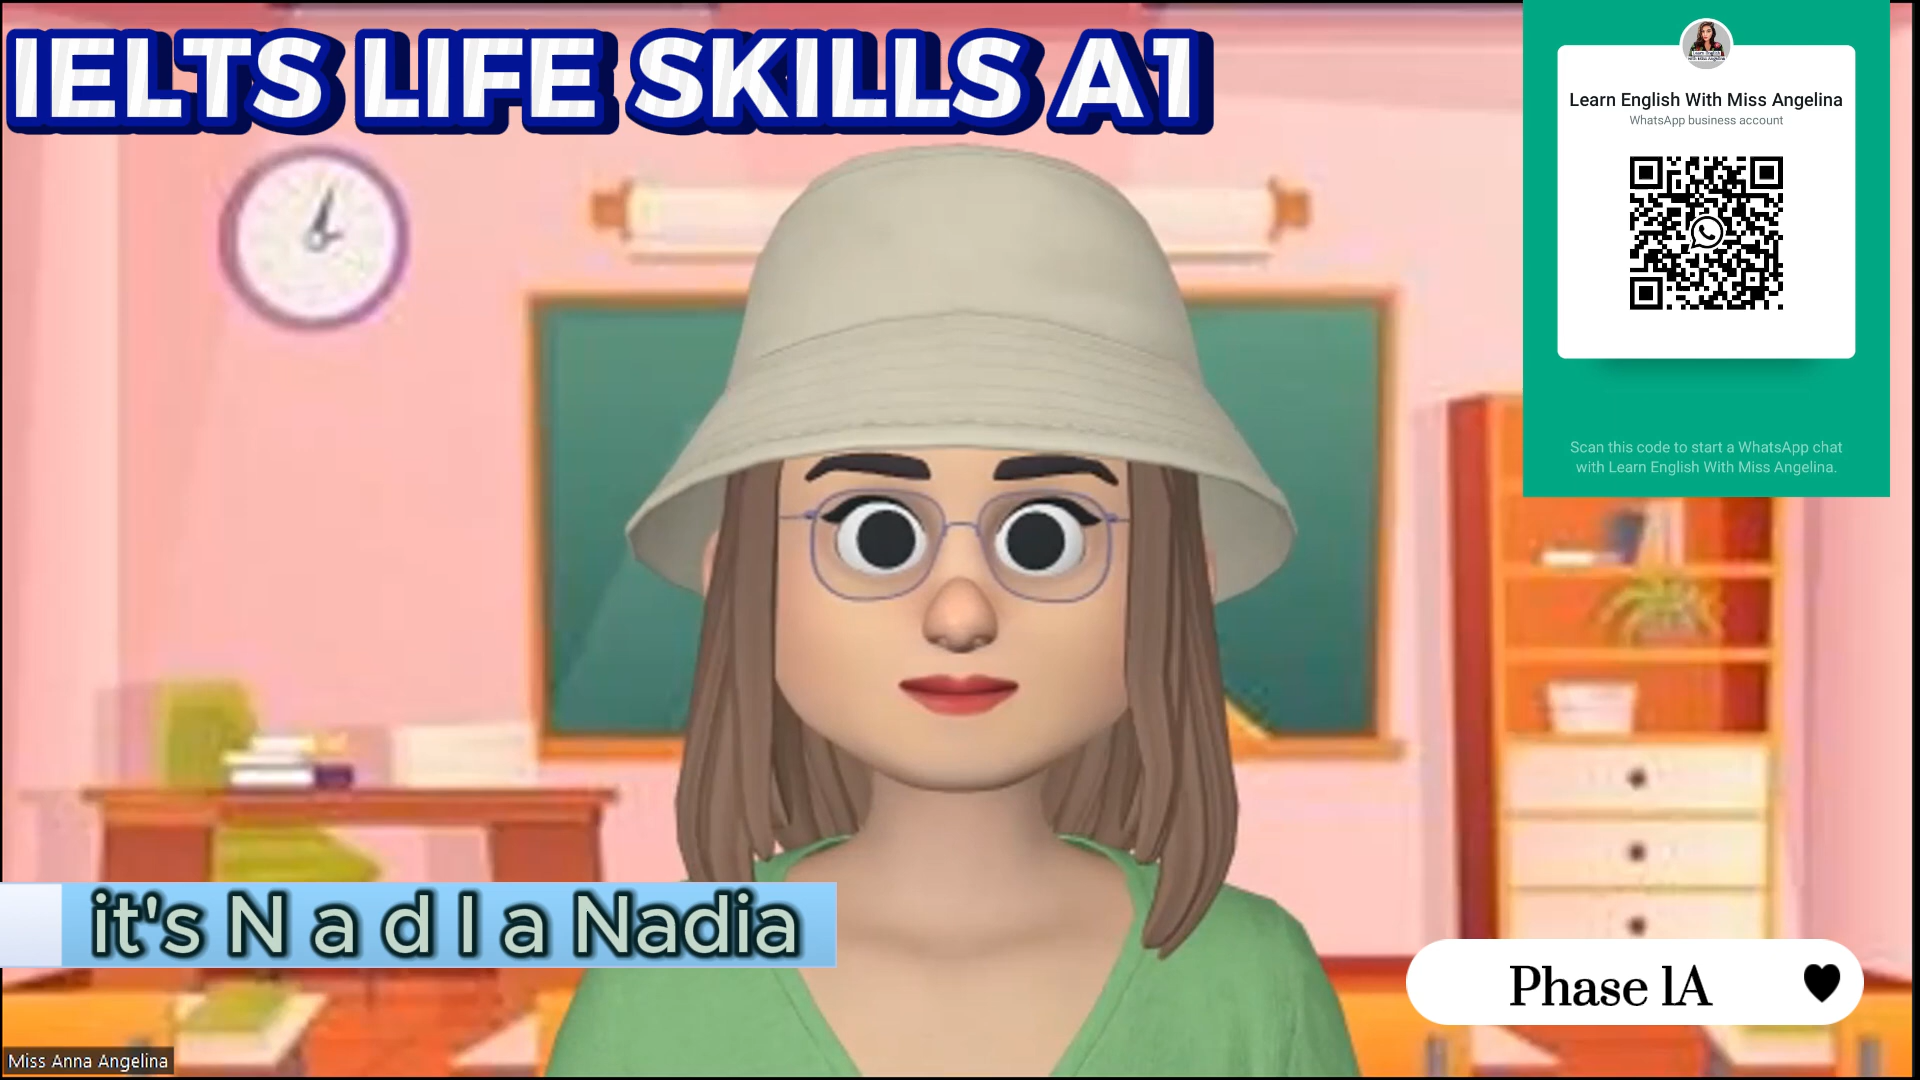 IELTS LIFE SKILLS A1
Learn English With Miss Angelina
WhatsApp business account
Scan this code to start a WhatsApp chat
with Learn English With Miss Angelina.
it's N a d I a Nadia
Phase 1A
Miss Anna Angelina